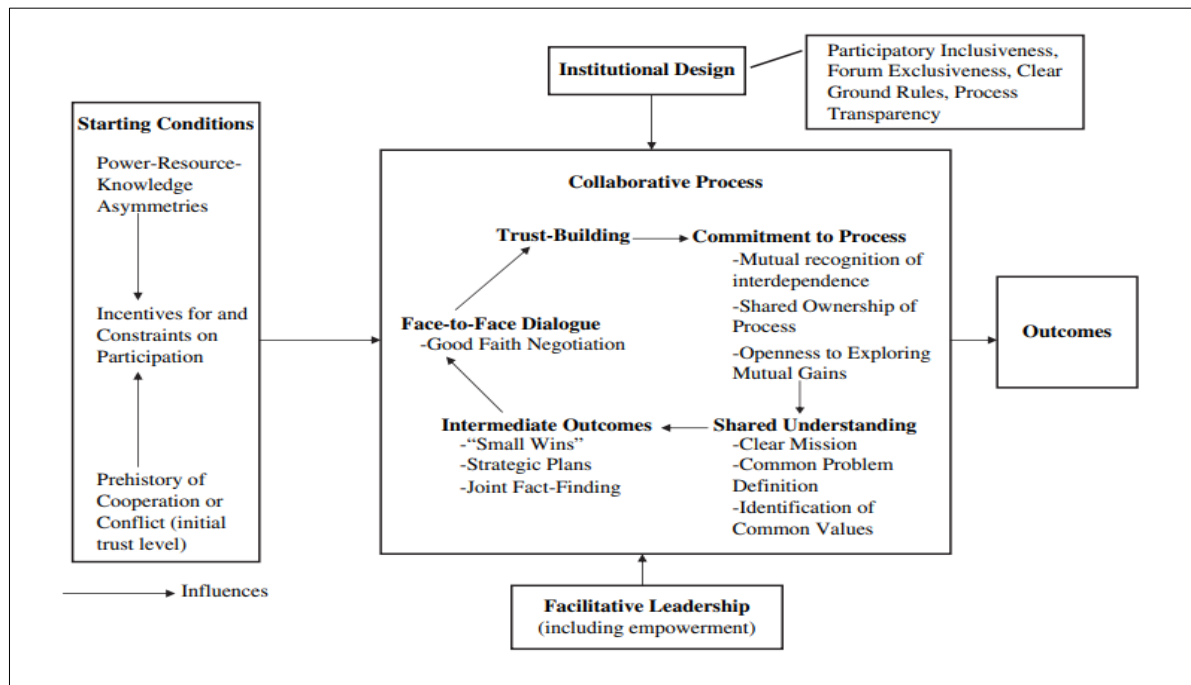 Institutional Design
Participatory Inclusiveness,
Forum Exclusiveness, Clear
Ground Rules, Process
Transparency
Starting Conditions
Power-Resource-
Knowledge
Asymmetries
Incentives for and
Constraints on
Participation
Prehistory of
Cooperation or
Conflict (initial
trust level)
Collaborative Process
Trust-Building
Commitment to Process
-Mutual recognition of
interdependence
-Shared Ownership of
Process
-Openness to Exploring
Mutual Gains
Face-to-Face Dialogue
-Good Faith Negotiation
Intermediate Outcomes
-“Small Wins”
-Strategic Plans
-Joint Fact-Finding
Shared Understanding
-Clear Mission
-Common Problem
Definition
-Identification of
Common Values
Outcomes
Influences
Facilitative Leadership
(including empowerment)